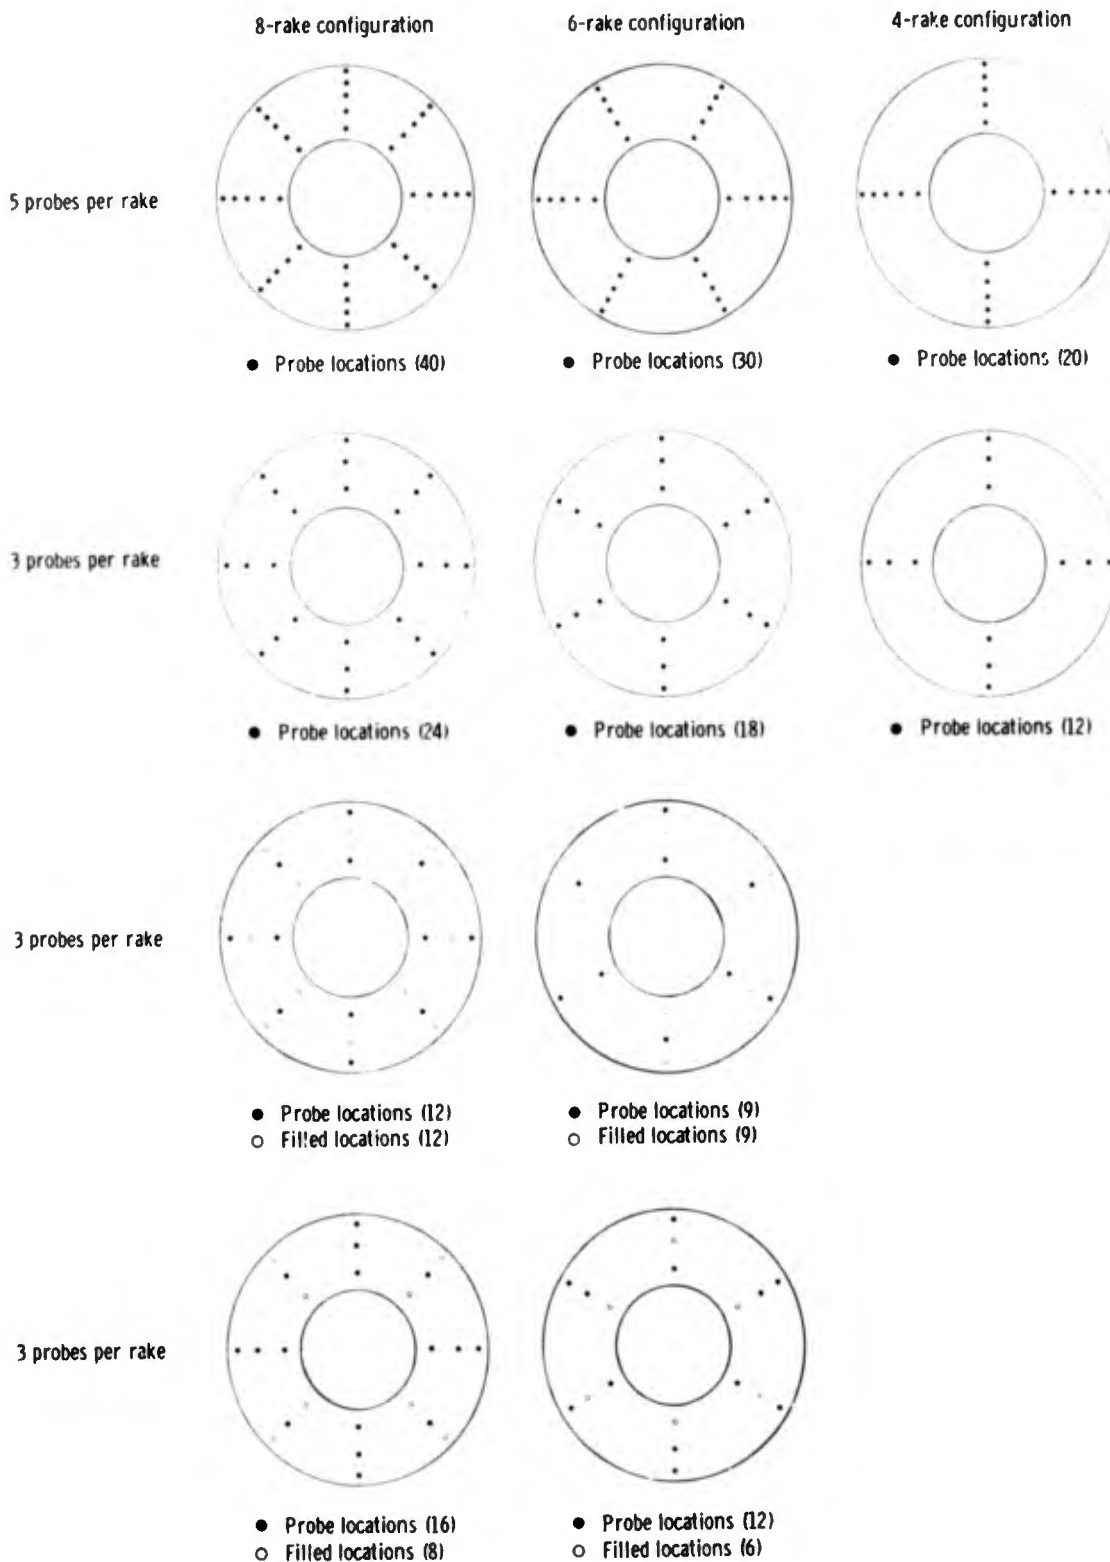 8-rake configuration
6-rake configuration
4-rake configuration
5 probes per rake
● Probe locations (40)
● Probe locations (30)
● Probe locations (20)
3 probes per rake
● Probe locations (24)
● Probe locations (18)
● Probe locations (12)
3 probes per rake
● Probe locations (12)
○ Filled locations (12)
● Probe locations (9)
○ Filled locations (9)
3 probes per rake
● Probe locations (16)
○ Filled locations (8)
● Probe locations (12)
○ Filled locations (6)